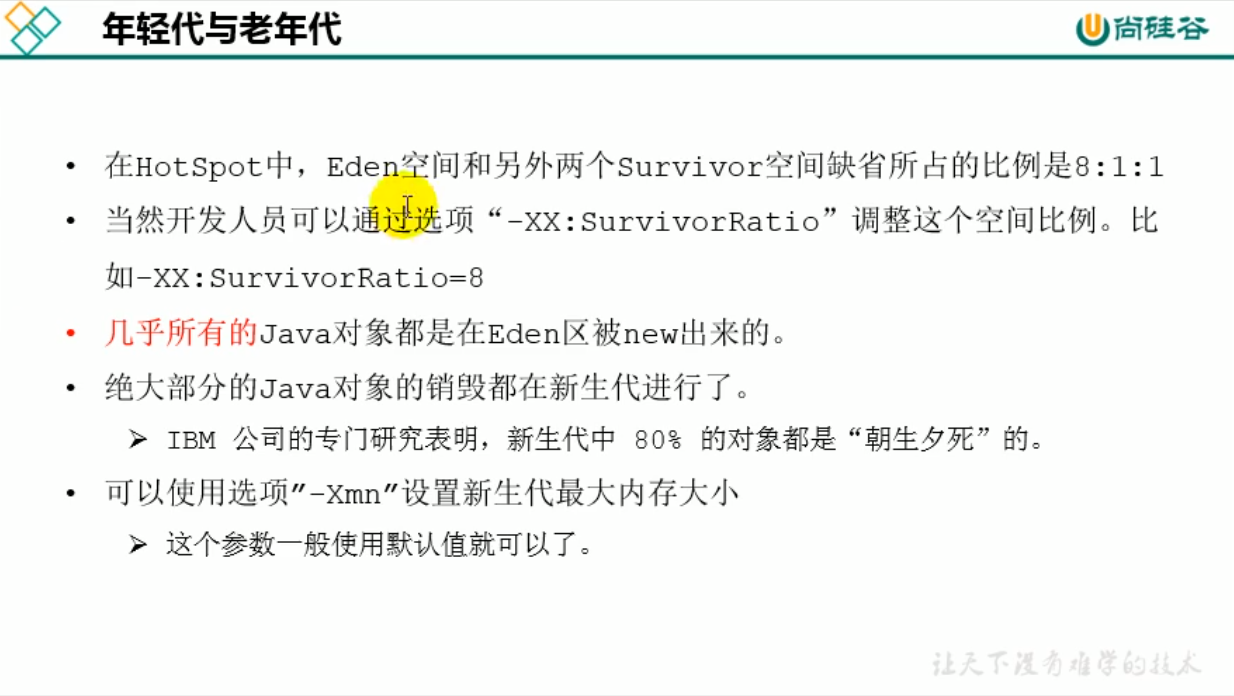 年轻代与老年代
尚硅谷
• 在HotSpot中，Eden空间和另外两个Survivor空间缺省所占的比例是8:1:1
• 当然开发人员可以通过选项“-XX:SurvivorRatio”调整这个空间比例。比
如-XX:SurvivorRatio=8
• 几乎所有的Java对象都是在Eden区被new出来的。
• 绝大部分的Java对象的销毁都在新生代进行了。
➢ IBM 公司的专门研究表明，新生代中 80% 的对象都是“朝生夕死”的。
• 可以使用选项"-Xmn"设置新生代最大内存大小
➢ 这个参数一般使用默认值就可以了。
让天下没有难学的技术